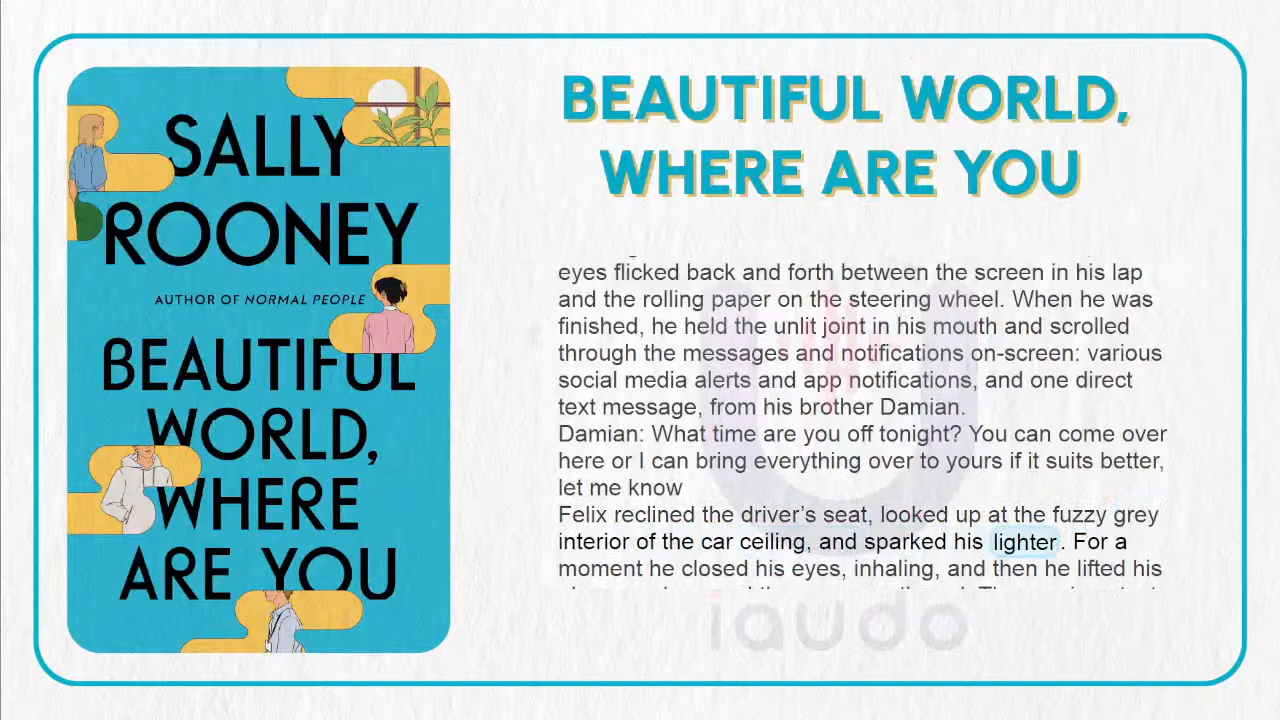 SALLY
ROONEY
AUTHOR OF NORMAL PEOPLE
BEAUTIFUL
WORLD,
WHERE
ARE YOU
BEAUTIFUL WORLD,
WHERE ARE YOU
eyes flicked back and forth between the screen in his lap
and the rolling paper on the steering wheel. When he was
finished, he held the unlit joint in his mouth and scrolled
through the messages and notifications on-screen: various
social media alerts and app notifications, and one direct
text message, from his brother Damian.
Damian: What time are you off tonight? You can come over
here or I can bring everything over to yours if it suits better,
let me know
Felix reclined the driver’s seat, looked up at the fuzzy grey
interior of the car ceiling, and sparked his lighter. For a
moment he closed his eyes, inhaling, and then he lifted his
iaudo